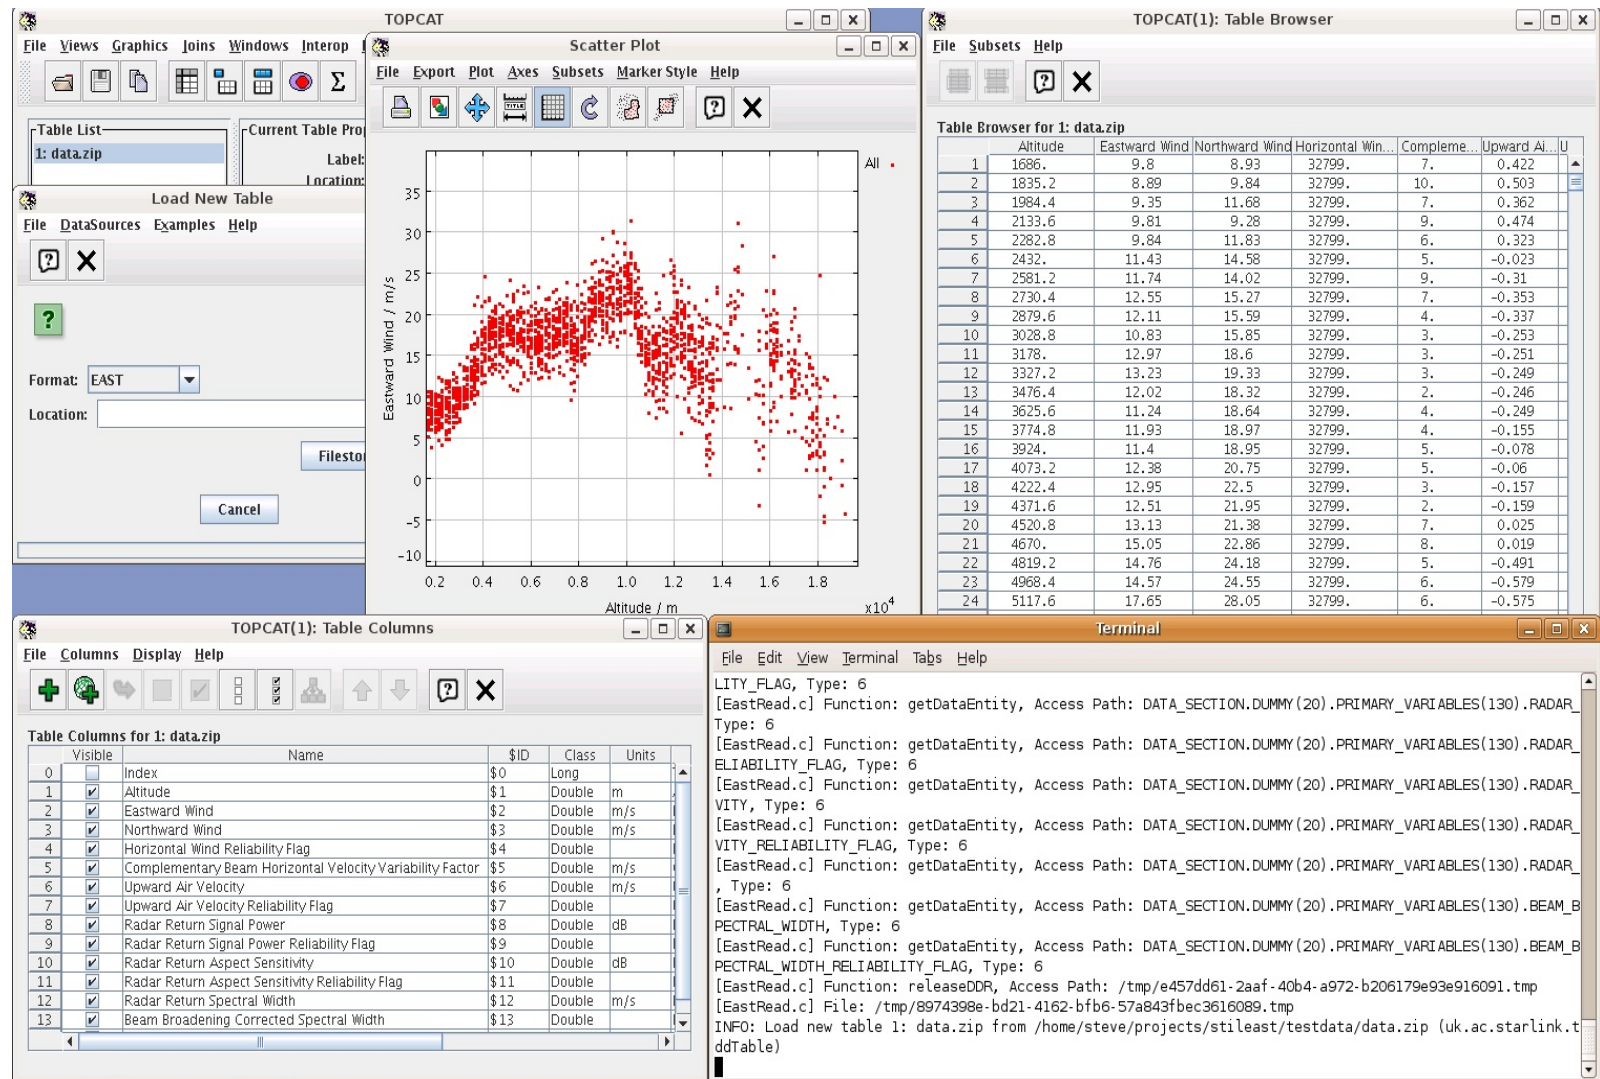 TOPCAT
File Views Graphics Joins Windows Interop
Table List
1: data.zip
Current Table Prop
Label:
Location:
Load New Table
File DataSources Examples Help
Format: EAST
Location:
Filesto
Cancel
Scatter Plot
File Export Plot Axes Subsets Marker Style Help
TITLE
All
35
30
25
20
15
10
5
0
-5
-10
Eastward Wind / m/s
0.2 0.4 0.6 0.8 1.0 1.2 1.4 1.6 1.8
Altitude / m
x10^4
TOPCAT(1): Table Browser
File Subsets Help
Table Browser for 1: data.zip
Altitude Eastward Wind Northward Wind Horizontal Win... Compleme... Upward Ai... U
1 1686. 9.8 8.93 32799. 7. 0.422
2 1835.2 8.89 9.84 32799. 10. 0.503
3 1984.4 9.35 11.68 32799. 7. 0.362
4 2133.6 9.81 9.28 32799. 9. 0.474
5 2282.8 9.84 11.83 32799. 6. 0.323
6 2432. 11.43 14.58 32799. 5. -0.023
7 2581.2 11.74 14.02 32799. 9. -0.31
8 2730.4 12.55 15.27 32799. 7. -0.353
9 2879.6 12.11 15.59 32799. 4. -0.337
10 3028.8 10.83 15.85 32799. 3. -0.253
11 3178. 12.97 18.6 32799. 3. -0.251
12 3327.2 13.23 19.33 32799. 3. -0.249
13 3476.4 12.02 18.32 32799. 2. -0.246
14 3625.6 11.24 18.64 32799. 4. -0.249
15 3774.8 11.93 18.97 32799. 4. -0.155
16 3924. 11.4 18.95 32799. 5. -0.078
17 4073.2 12.38 20.75 32799. 5. -0.06
18 4222.4 12.95 22.5 32799. 3. -0.157
19 4371.6 12.51 21.95 32799. 2. -0.159
20 4520.8 13.13 21.38 32799. 7. 0.025
21 4670. 15.05 22.86 32799. 8. 0.019
22 4819.2 14.76 24.18 32799. 5. -0.491
23 4968.4 14.57 24.55 32799. 6. -0.579
24 5117.6 17.65 28.05 32799. 6. -0.575
TOPCAT(1): Table Columns
File Columns Display Help
Table Columns for 1: data.zip
Visible Name $ID Class Units
0 Index $0 Long
1 Altitude $1 Double m
2 Eastward Wind $2 Double m/s
3 Northward Wind $3 Double m/s
4 Horizontal Wind Reliability Flag $4 Double
5 Complementary Beam Horizontal Velocity Variability Factor $5 Double m/s
6 Upward Air Velocity $6 Double m/s
7 Upward Air Velocity Reliability Flag $7 Double
8 Radar Return Signal Power $8 Double dB
9 Radar Return Signal Power Reliability Flag $9 Double
10 Radar Return Aspect Sensitivity $10 Double dB
11 Radar Return Aspect Sensitivity Reliability Flag $11 Double
12 Radar Return Spectral Width $12 Double m/s
13 Beam Broadening Corrected Spectral Width $13 Double
Terminal
File Edit View Terminal Tabs Help
LITY_FLAG, Type: 6
[EastRead.c] Function: getDataEntity, Access Path: DATA_SECTION.DUMMY(20).PRIMARY_VARIABLES(130).RADAR_
Type: 6
[EastRead.c] Function: getDataEntity, Access Path: DATA_SECTION.DUMMY(20).PRIMARY_VARIABLES(130).RADAR_
ELIABILITY_FLAG, Type: 6
[EastRead.c] Function: getDataEntity, Access Path: DATA_SECTION.DUMMY(20).PRIMARY_VARIABLES(130).RADAR_
VITY, Type: 6
[EastRead.c] Function: getDataEntity, Access Path: DATA_SECTION.DUMMY(20).PRIMARY_VARIABLES(130).RADAR_
VITY_RELIABILITY_FLAG, Type: 6
[EastRead.c] Function: getDataEntity, Access Path: DATA_SECTION.DUMMY(20).PRIMARY_VARIABLES(130).RADAR_
, Type: 6
[EastRead.c] Function: getDataEntity, Access Path: DATA_SECTION.DUMMY(20).PRIMARY_VARIABLES(130).BEAM_B
PECTRAL_WIDTH, Type: 6
[EastRead.c] Function: getDataEntity, Access Path: DATA_SECTION.DUMMY(20).PRIMARY_VARIABLES(130).BEAM_B
PECTRAL_WIDTH_RELIABILITY_FLAG, Type: 6
[EastRead.c] Function: releaseDDR, Access Path: /tmp/e457dd61-2aaf-40b4-a972-b206179e93e916091.tmp
[EastRead.c] File: /tmp/8974398e-bd21-4162-bfb6-57a843fbec3616089.tmp
INFO: Load new table 1: data.zip from /home/steve/projects/stileast/testdata/data.zip (uk.ac.starlink.t
ddTable)